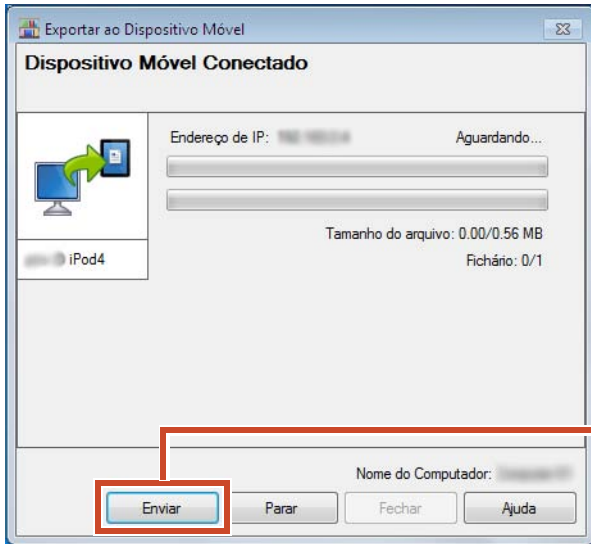 Exportar ao Dispositivo Móvel
Dispositivo Móvel Conectado
Endereço de IP: Aguardando...
Tamanho do arquivo: 0.00/0.56 MB
iPod4
Fichário: 0/1
Nome do Computador:
Enviar Parar Fechar Ajuda